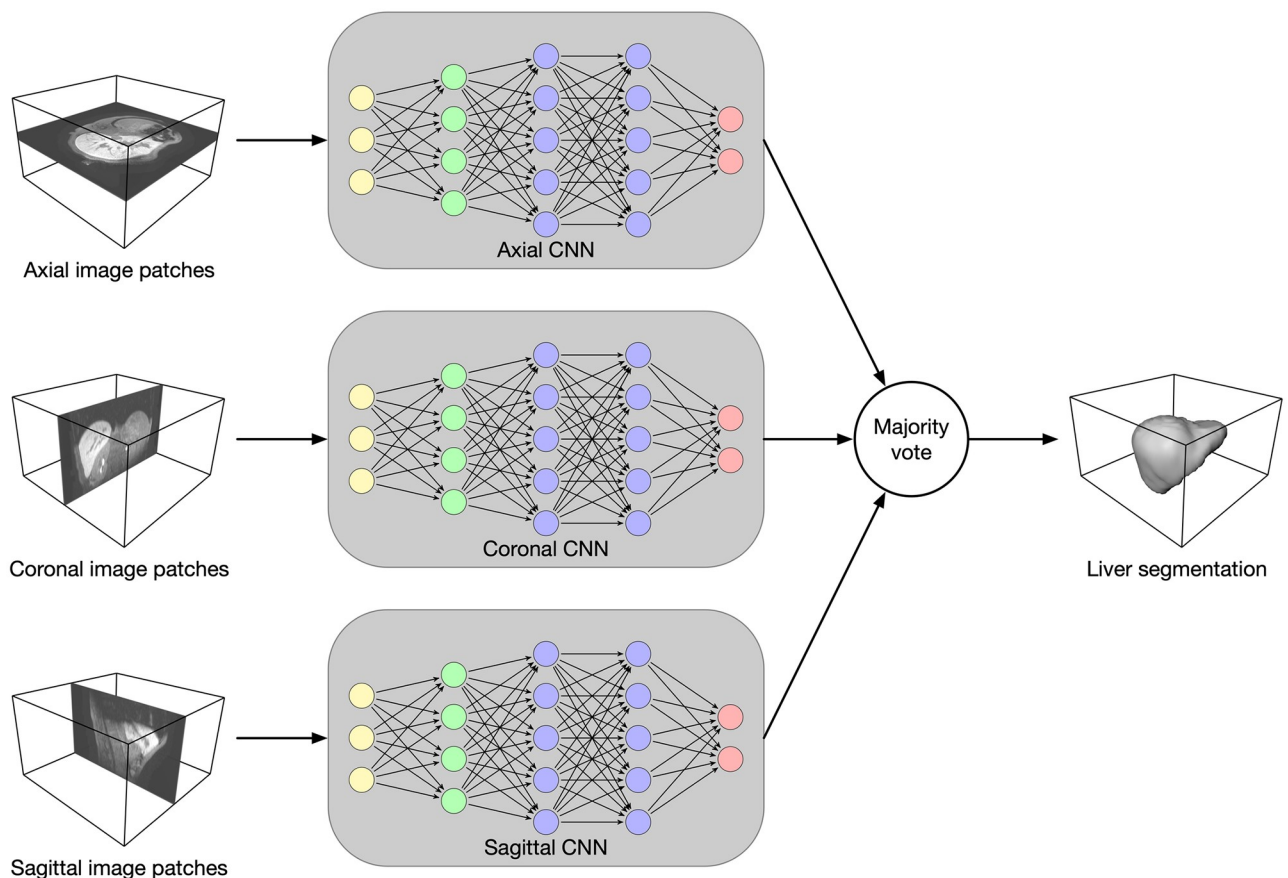 Axial CNN
Axial image patches
Coronal CNN
Coronal image patches
Majority
vote
Liver segmentation
Sagittal CNN
Sagittal image patches